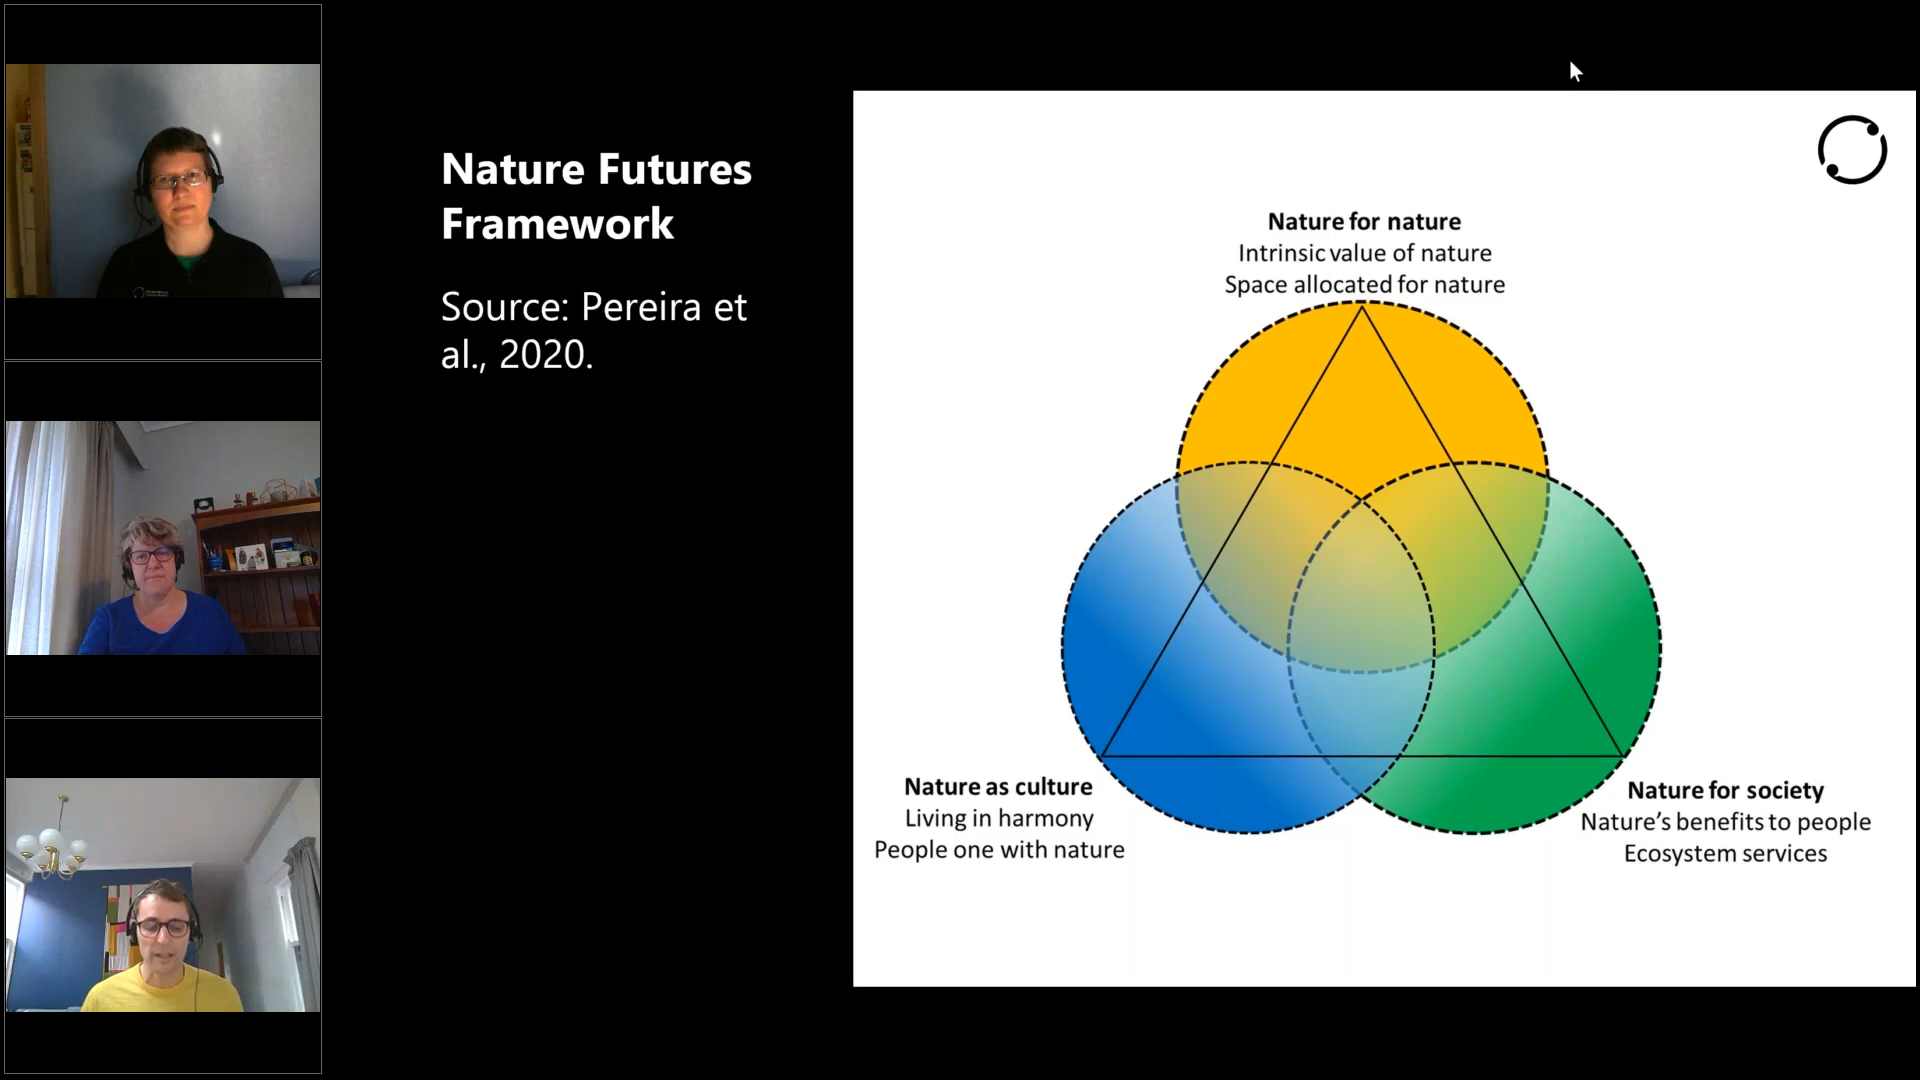 Nature Futures
Framework
Source: Pereira et
al., 2020.
Nature for nature
Intrinsic value of nature
Space allocated for nature
Nature as culture
Living in harmony
People one with nature
Nature for society
Nature’s benefits to people
Ecosystem services